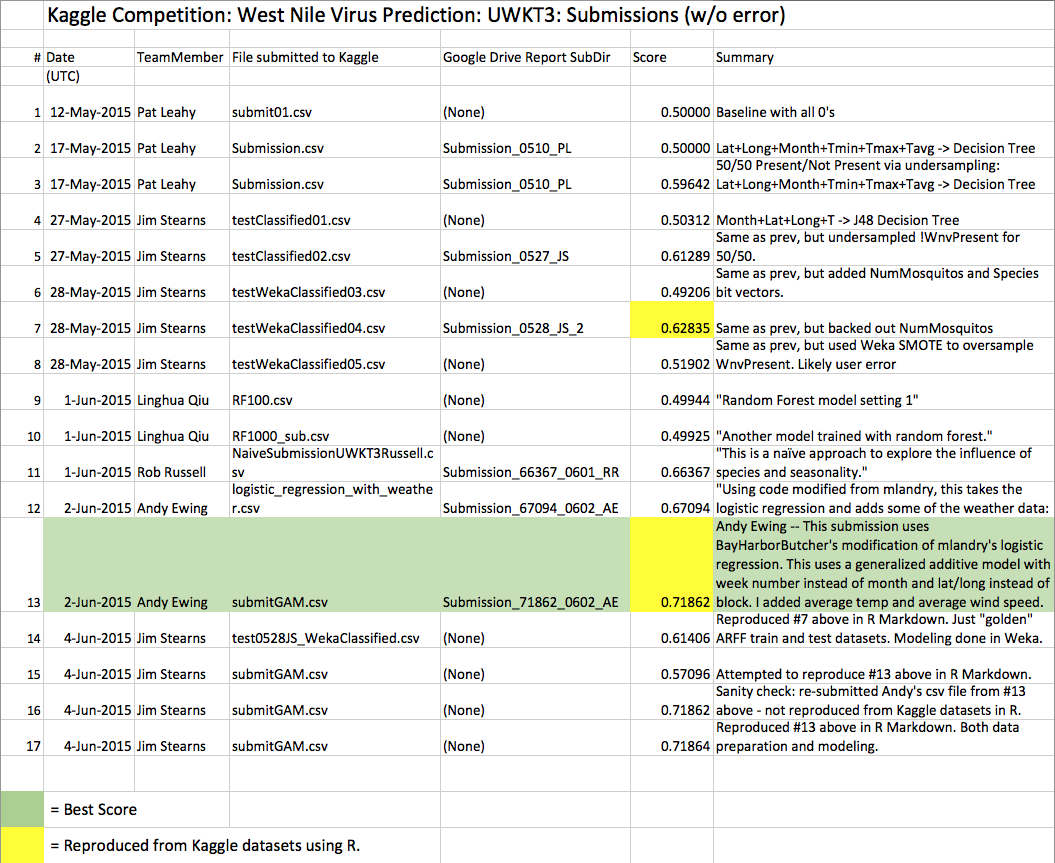 Kaggle Competition: West Nile Virus Prediction: UWKT3: Submissions (w/o error)
# Date TeamMember File submitted to Kaggle Google Drive Report SubDir Score Summary
(UTC)
1 12-May-2015 Pat Leahy submit01.csv (None) 0.50000 Baseline with all 0's
2 17-May-2015 Pat Leahy Submission.csv Submission_0510_PL 0.50000 Lat+Long+Month+Tmin+Tmax+Tavg -> Decision Tree
50/50 Present/Not Present via undersampling:
3 17-May-2015 Pat Leahy Submission.csv Submission_0510_PL 0.59642 Lat+Long+Month+Tmin+Tmax+Tavg -> Decision Tree
4 27-May-2015 Jim Stearns testClassified01.csv (None) 0.50312 Month+Lat+Long+T -> J48 Decision Tree
Same as prev, but undersampled !WnvPresent for
5 27-May-2015 Jim Stearns testClassified02.csv Submission_0527_JS 0.61289 50/50.
Same as prev, but added NumMosquitos and Species
6 28-May-2015 Jim Stearns testWekaClassified03.csv (None) 0.49206 bit vectors.
7 28-May-2015 Jim Stearns testWekaClassified04.csv Submission_0528_JS_2 0.62835 Same as prev, but backed out NumMosquitos
Same as prev, but used Weka SMOTE to oversample
8 28-May-2015 Jim Stearns testWekaClassified05.csv (None) 0.51902 WnvPresent. Likely user error
9 1-Jun-2015 Linghua Qiu RF100.csv (None) 0.49944 "Random Forest model setting 1"
10 1-Jun-2015 Linghua Qiu RF1000_sub.csv (None) 0.49925 "Another model trained with random forest."
NaiveSubmissionUWKT3Russell.c "This is a naïve approach to explore the influence of
11 1-Jun-2015 Rob Russell sv Submission_66367_0601_RR 0.66367 species and seasonality."
logistic_regression_with_weathe "Using code modified from mlandry, this takes the
12 2-Jun-2015 Andy Ewing r.csv Submission_67094_0602_AE 0.67094 logistic regression and adds some of the weather data:
Andy Ewing -- This submission uses
BayHarborButcher's modification of mlandry's logistic
regression. This uses a generalized additive model with
week number instead of month and lat/long instead of
13 2-Jun-2015 Andy Ewing submitGAM.csv Submission_71862_0602_AE 0.71862 block. I added average temp and average wind speed.
Reproduced #7 above in R Markdown. Just "golden"
14 4-Jun-2015 Jim Stearns test0528JS_WekaClassified.csv (None) 0.61406 ARFF train and test datasets. Modeling done in Weka.
15 4-Jun-2015 Jim Stearns submitGAM.csv (None) 0.57096 Attempted to reproduce #13 above in R Markdown.
Sanity check: re-submitted Andy's csv file from #13
16 4-Jun-2015 Jim Stearns submitGAM.csv (None) 0.71862 above - not reproduced from Kaggle datasets in R.
Reproduced #13 above in R Markdown. Both data
17 4-Jun-2015 Jim Stearns submitGAM.csv (None) 0.71864 preparation and modeling.
= Best Score
= Reproduced from Kaggle datasets using R.